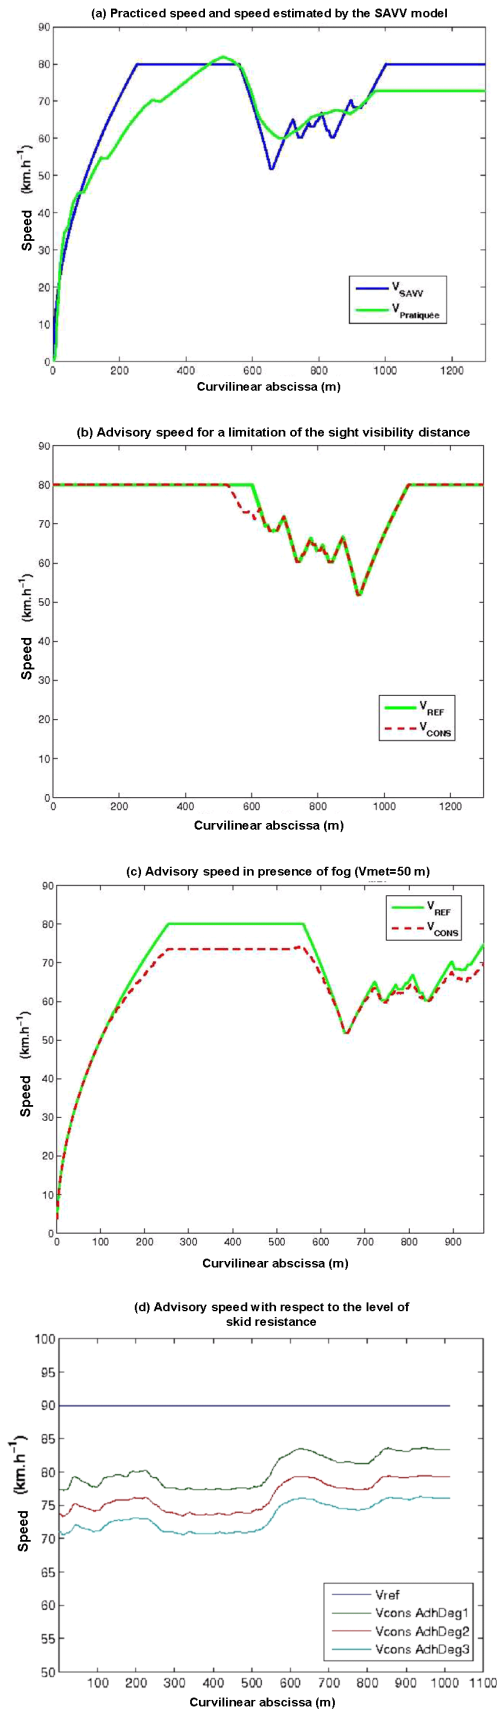 (a) Practiced speed and speed estimated by the SAVV model
90
80
70
60
50
40
30
20
10
0
Speed (km.h⁻¹)
V SAVV
V Pratiquée
0 200 400 600 800 1000 1200
Curvilinear abscissa (m)
(b) Advisory speed for a limitation of the sight visibility distance
90
80
70
60
50
40
30
20
10
0
Speed (km.h⁻¹)
V REF
V CONS
0 200 400 600 800 1000 1200
Curvilinear abscissa (m)
(c) Advisory speed in presence of fog (Vmet=50 m)
90
80
70
60
50
40
30
20
10
0
Speed (km.h⁻¹)
V REF
V CONS
0 100 200 300 400 500 600 700 800 900
Curvilinear abscissa (m)
(d) Advisory speed with respect to the level of
skid resistance
100
95
90
85
80
75
70
65
60
55
50
Speed (km.h⁻¹)
Vref
Vcons AdhDeg1
Vcons AdhDeg2
Vcons AdhDeg3
100 200 300 400 500 600 700 800 900 1000 1100
Curvilinear abscissa (m)